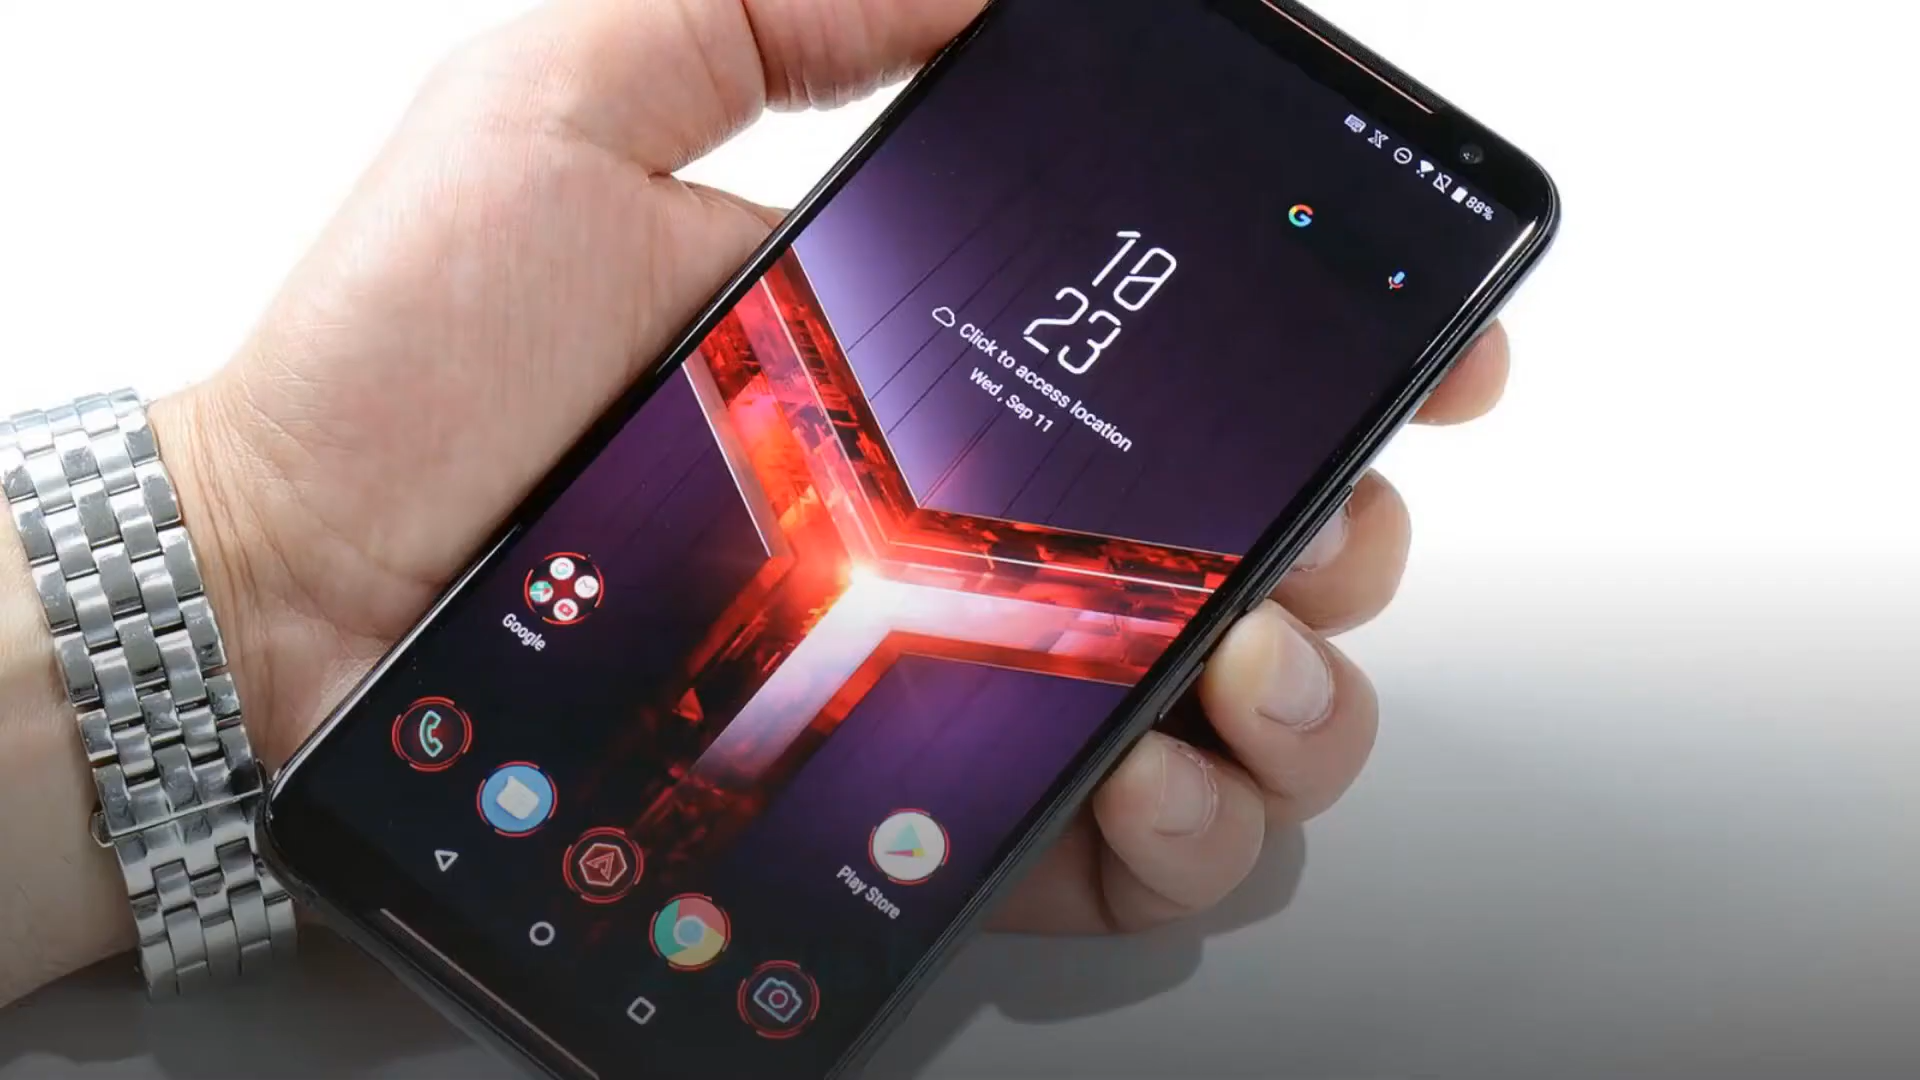 88%
10
23
Click to access location
Wed, Sep 11
Google
Play Store